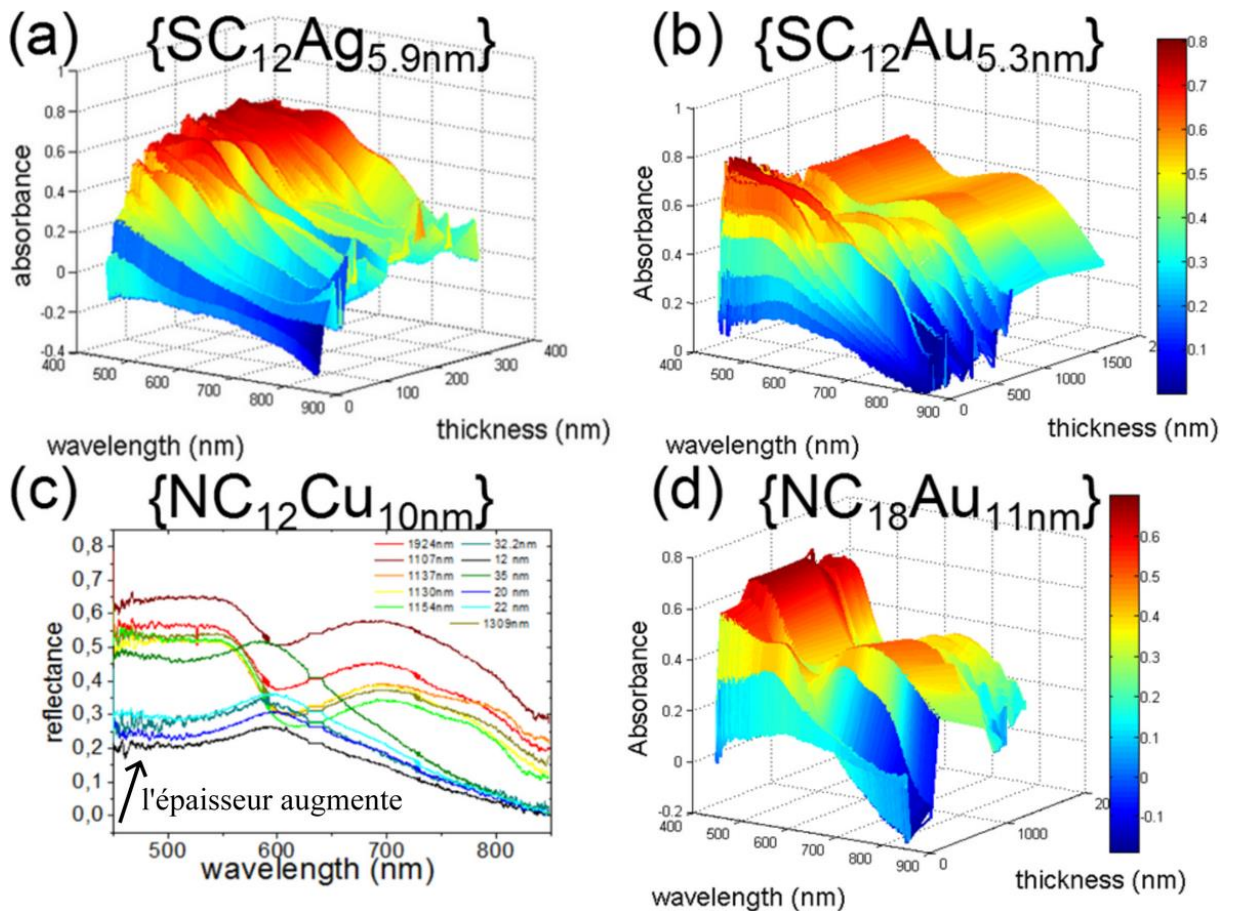 (a) {SC₁₂Ag₅.₉ₙₘ}
1
0.8
0.6
0.4
0.2
0
-0.2
-0.4
absorbance
400
500
600
700
800
900
wavelength (nm)
0
100
200
300
400
thickness (nm)
(b) {SC₁₂Au₅.₃ₙₘ}
1
0.8
0.6
0.4
0.2
0
Absorbance
400
500
600
700
800
900
wavelength (nm)
0
500
1000
1500
thickness (nm)
0.8
0.7
0.6
0.5
0.4
0.3
0.2
0.1
(c) {NC₁₂Cu₁₀ₙₘ}
0,8
0,7
0,6
0,5
0,4
0,3
0,2
0,1
0,0
reflectance
1924nm
1107nm
1137nm
1130nm
1154nm
32.2nm
12 nm
35 nm
20 nm
22 nm
1309nm
l'épaisseur augmente
500
600
700
800
wavelength (nm)
(d) {NC₁₈Au₁₁ₙₘ}
0.8
0.6
0.4
0.2
0
-0.2
Absorbance
400
500
600
700
800
900
wavelength (nm)
0
1000
thickness (nm)
0.6
0.5
0.4
0.3
0.2
0.1
0
-0.1